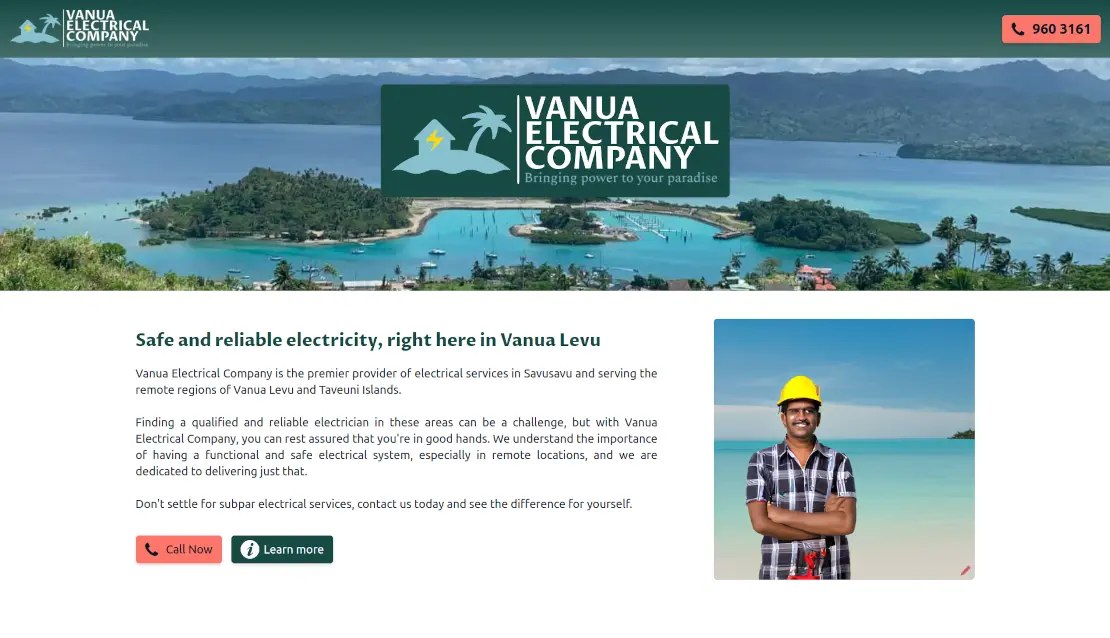 VANUA
ELECTRICAL
COMPANY
Bringing power to your paradise
960 3161
VANUA
ELECTRICAL
COMPANY
Bringing power to your paradise
Safe and reliable electricity, right here in Vanua Levu
Vanua Electrical Company is the premier provider of electrical services in Savusavu and serving the
remote regions of Vanua Levu and Taveuni Islands.
Finding a qualified and reliable electrician in these areas can be a challenge, but with Vanua
Electrical Company, you can rest assured that you're in good hands. We understand the importance
of having a functional and safe electrical system, especially in remote locations, and we are
dedicated to delivering just that.
Don't settle for subpar electrical services, contact us today and see the difference for yourself.
Call Now
Learn more